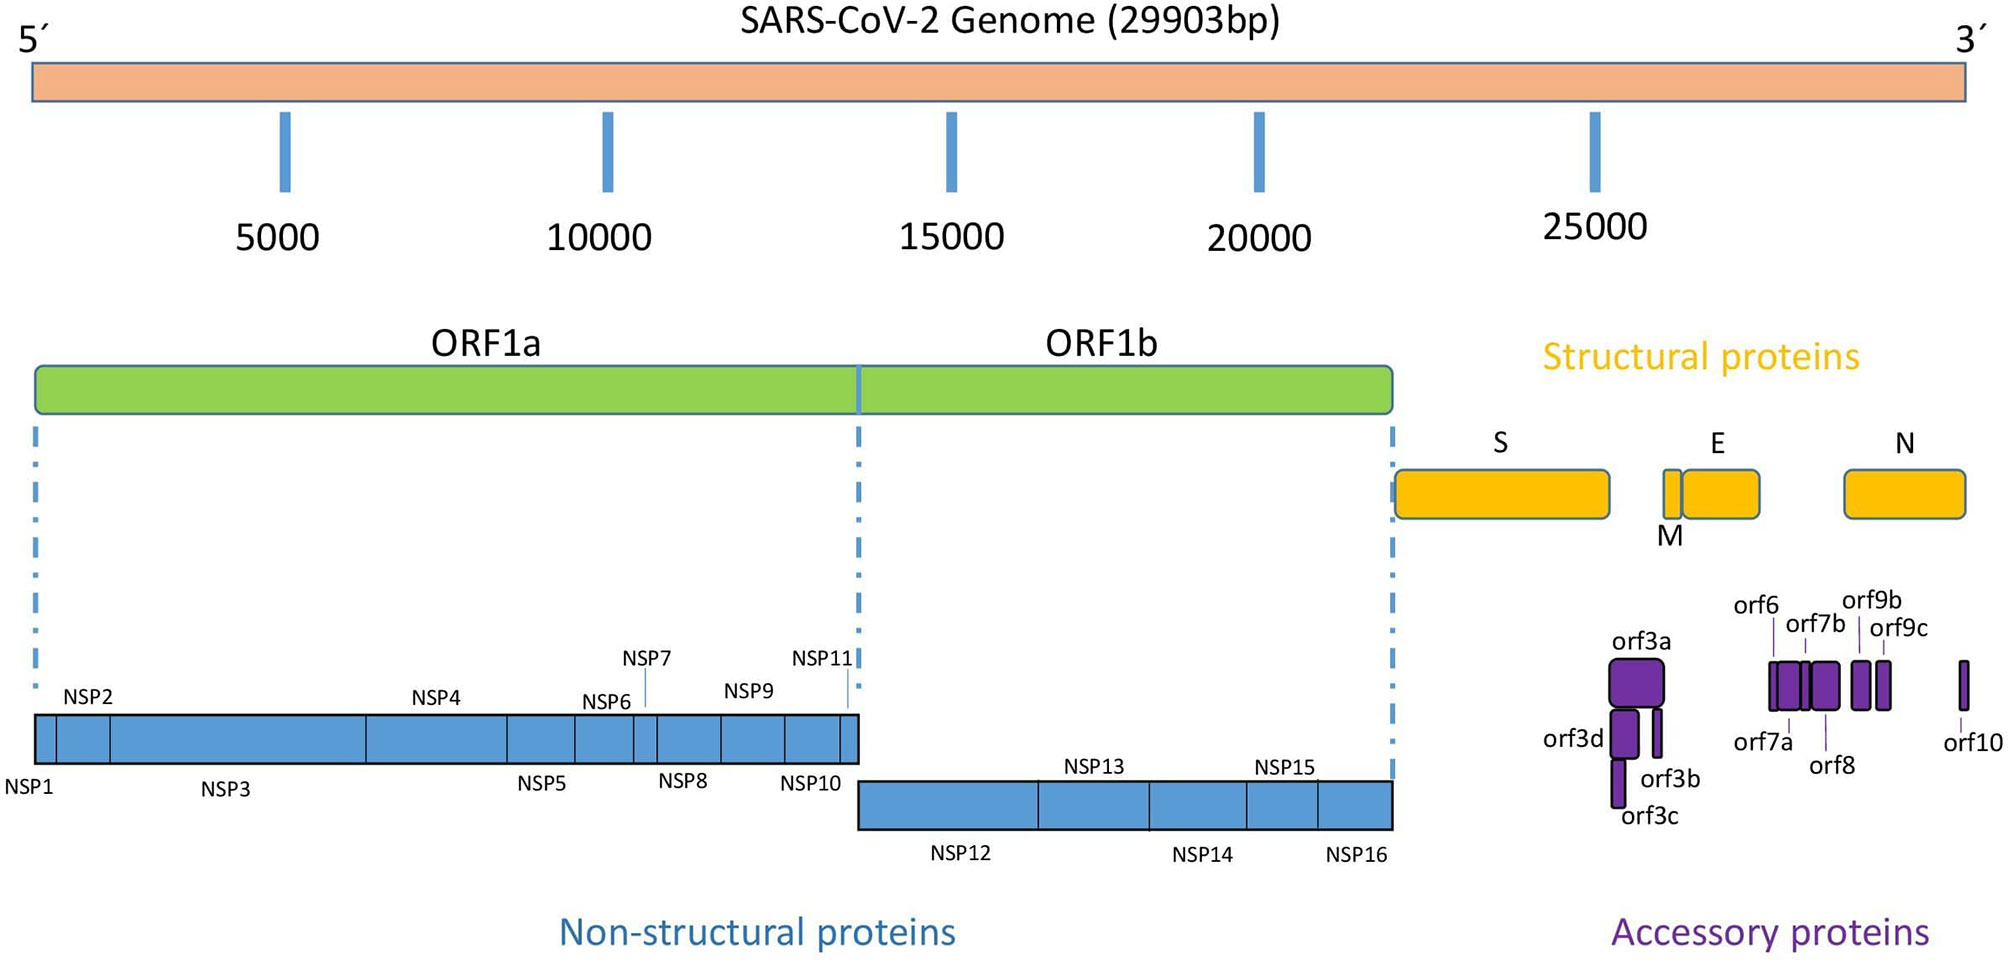 SARS-CoV-2 Genome (29903bp)
5´
3´
5000
10000
15000
20000
25000
ORF1a
ORF1b
Structural proteins
S
E
N
M
orf6
orf9b
orf7b
orf9c
orf3a
NSP7
NSP11
NSP2
NSP4
NSP6
NSP9
orf3d
orf7a
orf10
orf8
orf3b
orf3c
NSP1
NSP3
NSP5
NSP8
NSP10
NSP13
NSP15
NSP12
NSP14
NSP16
Non-structural proteins
Accessory proteins